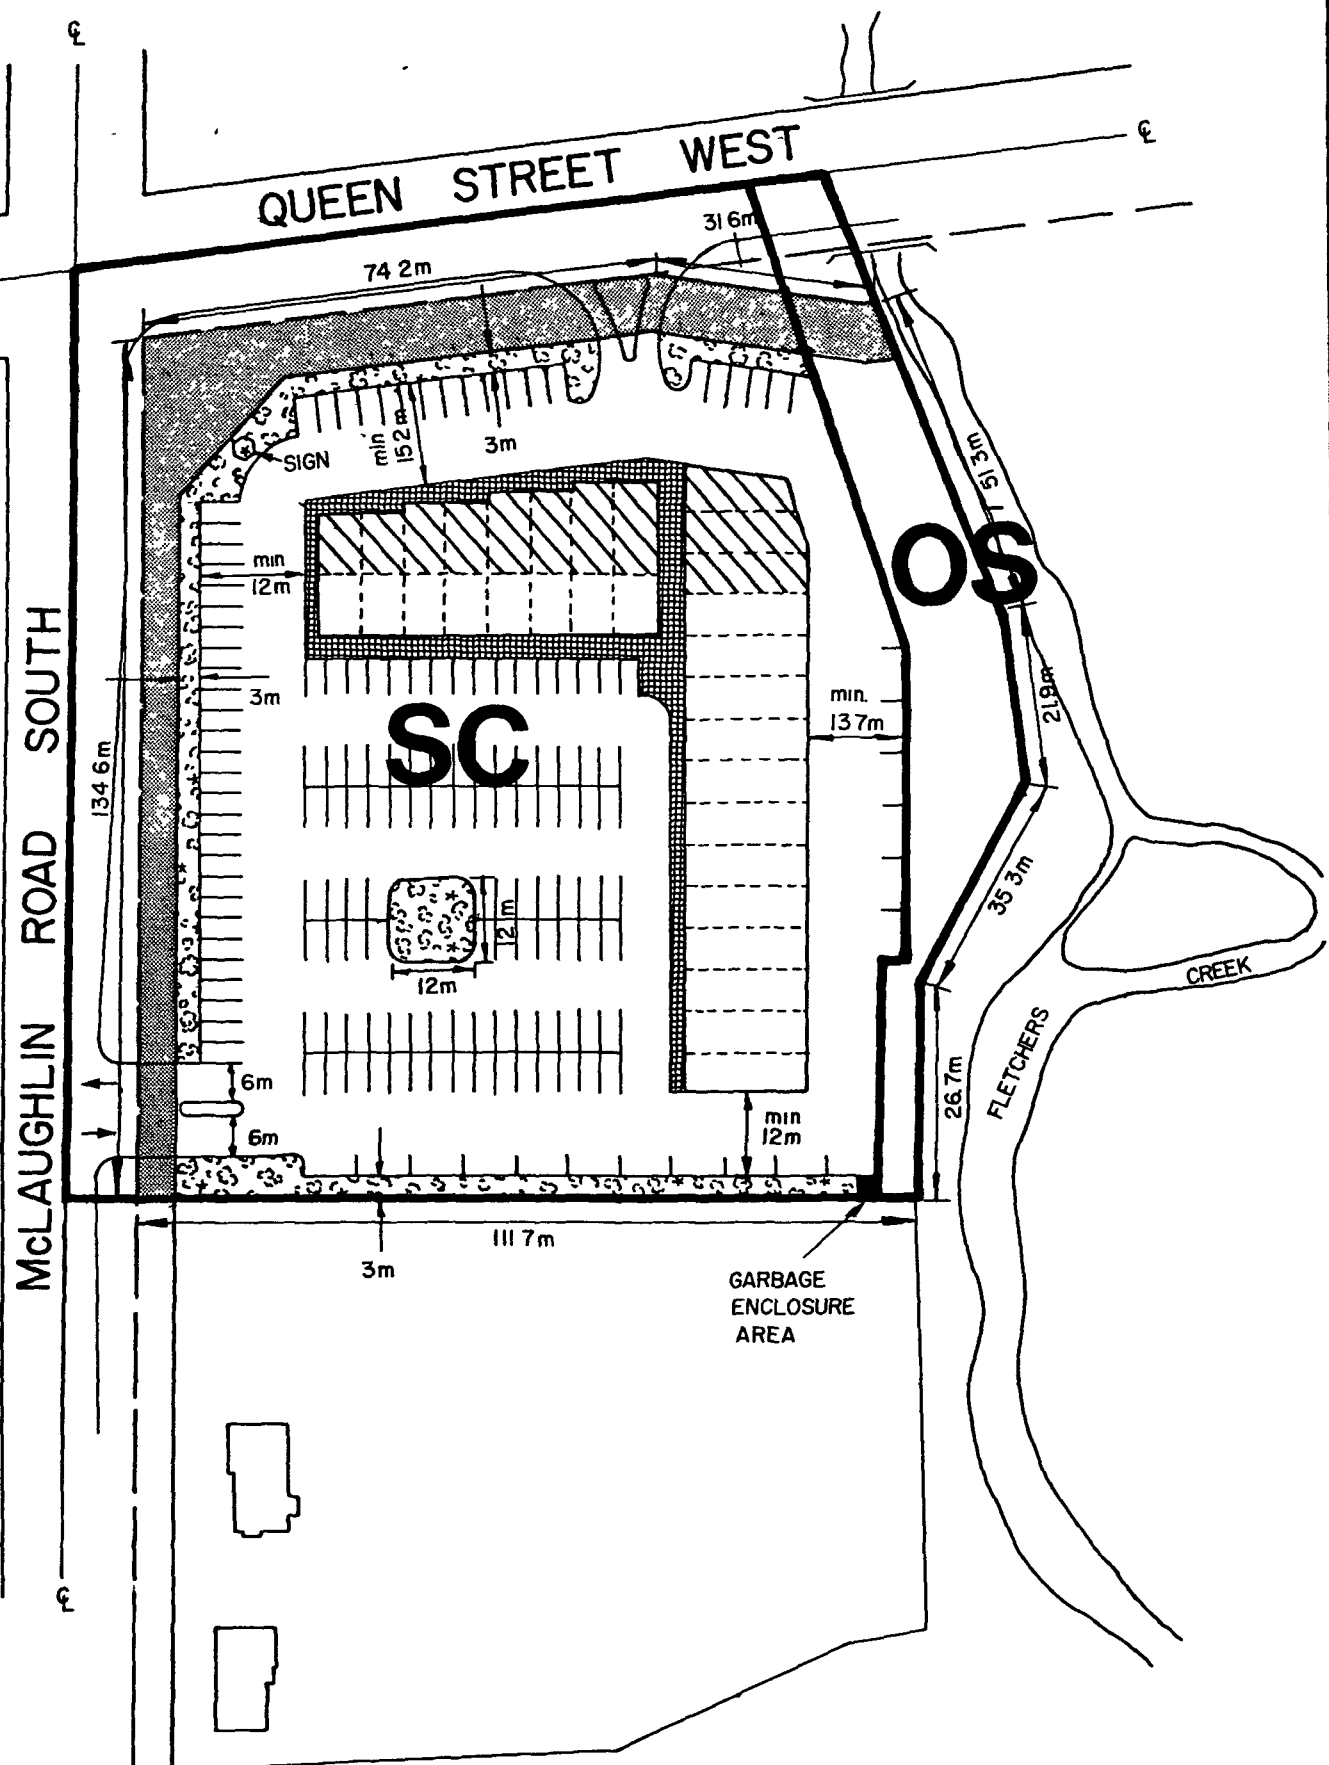 ℄
QUEEN STREET WEST
℄
31 6m
74 2m
SIGN
min
15 2m
3m
51 3m
OS
min
12m
McLAUGHLIN ROAD SOUTH
3m
134 6m
SC
min.
13 7m
21 9m
35 3m
12m
12m
CREEK
FLETCHERS
6m
6m
26.7m
min
12m
111 7m
3m
GARBAGE
ENCLOSURE
AREA
℄